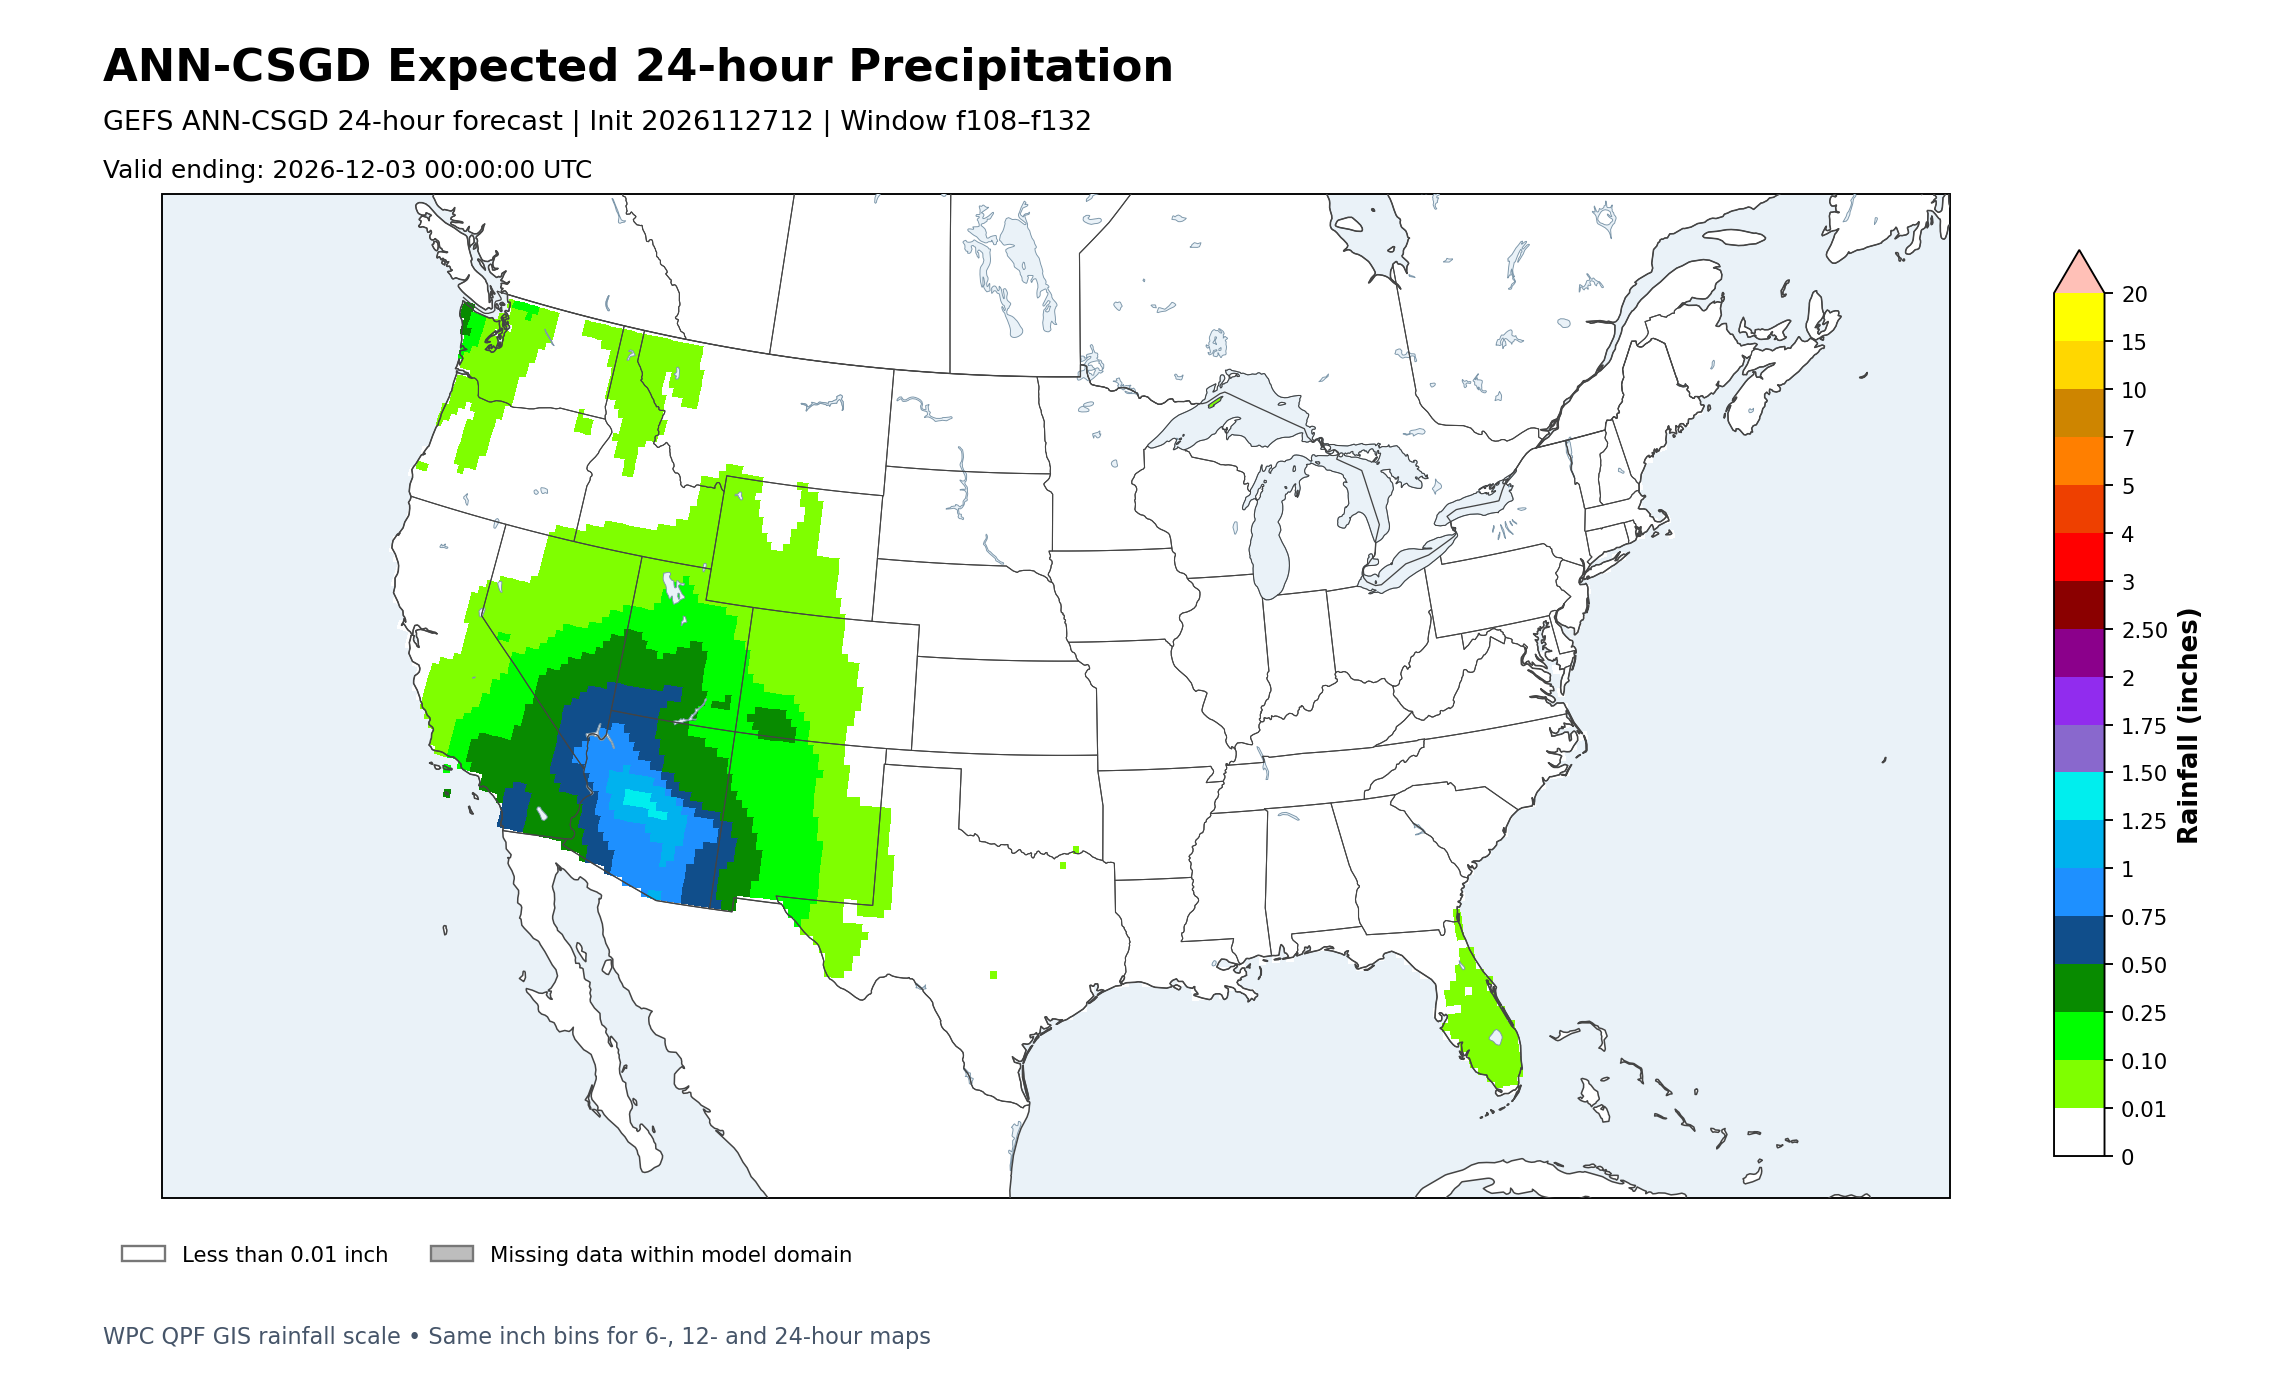 ANN-CSGD Expected 24-hour Precipitation
GEFS ANN-CSGD 24-hour forecast | Init 2026112712 | Window f108–f132
Valid ending: 2026-12-03 00:00:00 UTC
20
15
10
7
5
4
3
2.50
2
1.75
1.50
1.25
1
0.75
0.50
0.25
0.10
0.01
0
Rainfall (inches)
Less than 0.01 inch
Missing data within model domain
WPC QPF GIS rainfall scale • Same inch bins for 6-, 12- and 24-hour maps